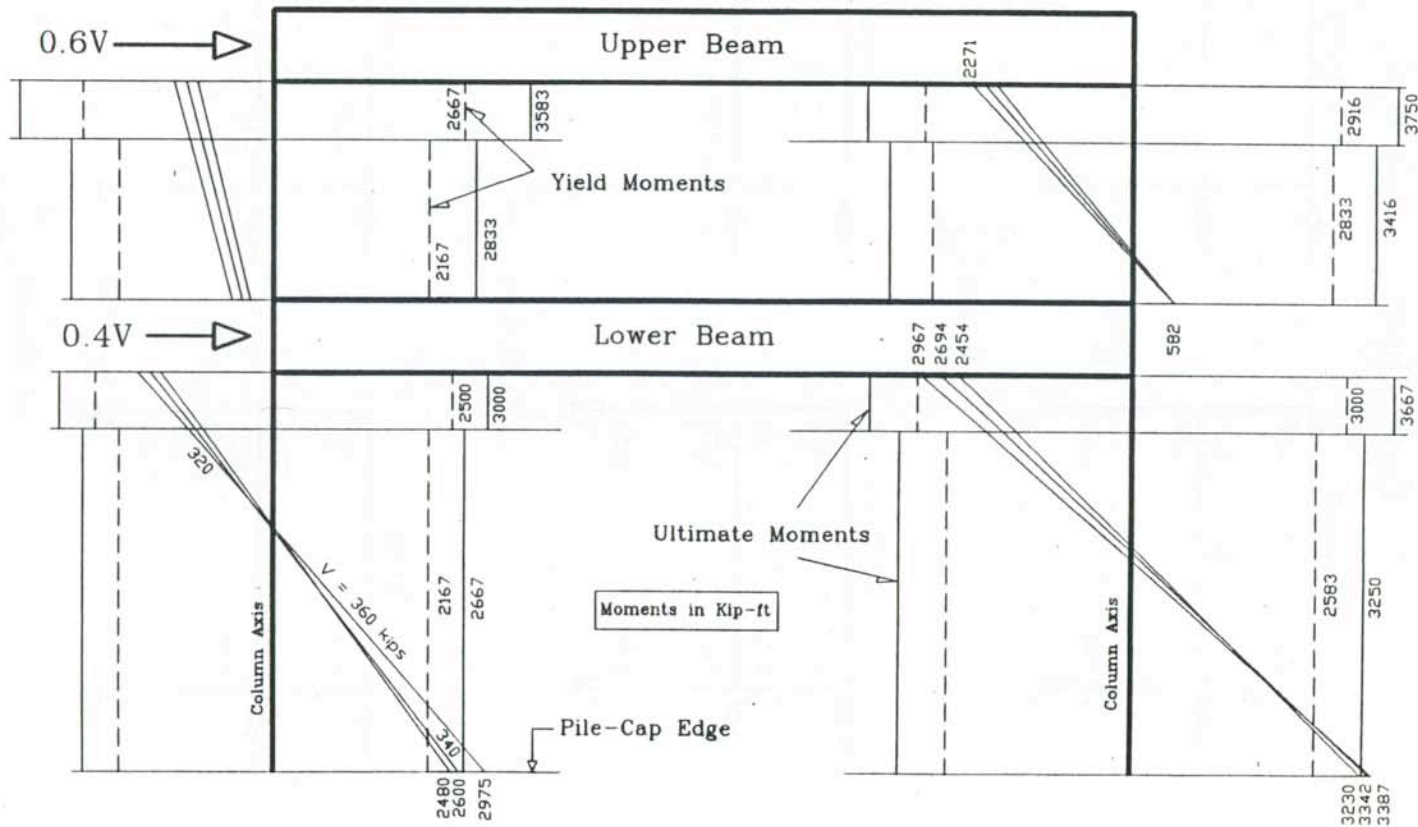 0.6V
Upper Beam
2271
2667
3583
2916
3750
Yield Moments
2167
2833
2833
3416
0.4V
Lower Beam
2967
2694
2454
582
2500
3000
3000
3667
320
Ultimate Moments
V = 360 kips
2167
2667
Moments in Kip-ft
2583
3250
Column Axis
Column Axis
340
Pile-Cap Edge
2480
2600
2975
3230
3342
3387